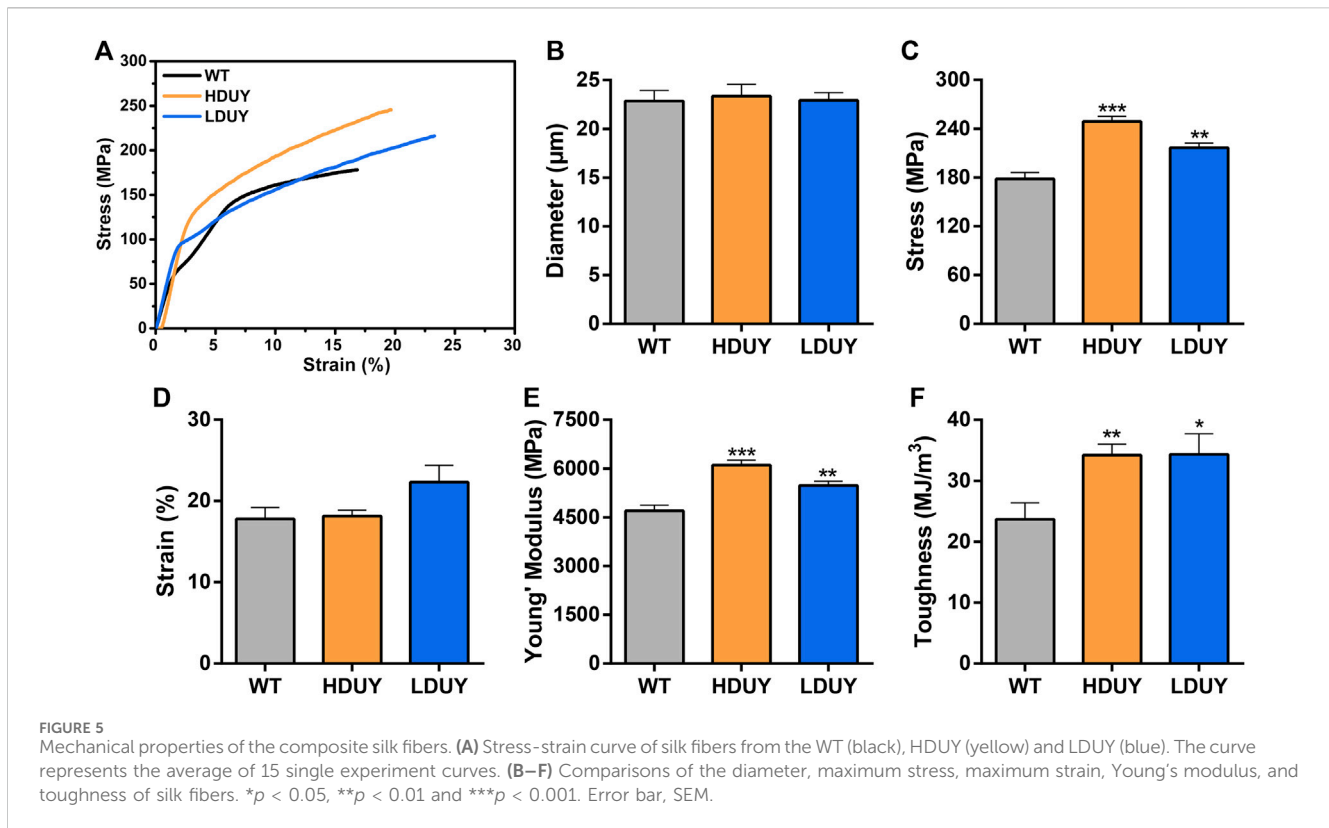 A
300
250
200
150
100
50
0
Stress (MPa)
WT
HDUY
LDUY
0 5 10 15 20 25 30
Strain (%)
B
25
20
15
10
5
0
Diameter (μm)
WT HDUY LDUY
C
300
240
180
120
60
0
Stress (MPa)
***
**
WT HDUY LDUY
D
30
20
10
0
Strain (%)
WT HDUY LDUY
E
7500
6000
4500
3000
1500
0
Young' Modulus (MPa)
***
**
WT HDUY LDUY
F
40
30
20
10
0
Toughness (MJ/m³)
**
*
WT HDUY LDUY
FIGURE 5
Mechanical properties of the composite silk fibers. (A) Stress-strain curve of silk fibers from the WT (black), HDUY (yellow) and LDUY (blue). The curve
represents the average of 15 single experiment curves. (B–F) Comparisons of the diameter, maximum stress, maximum strain, Young's modulus, and
toughness of silk fibers. *p < 0.05, **p < 0.01 and ***p < 0.001. Error bar, SEM.